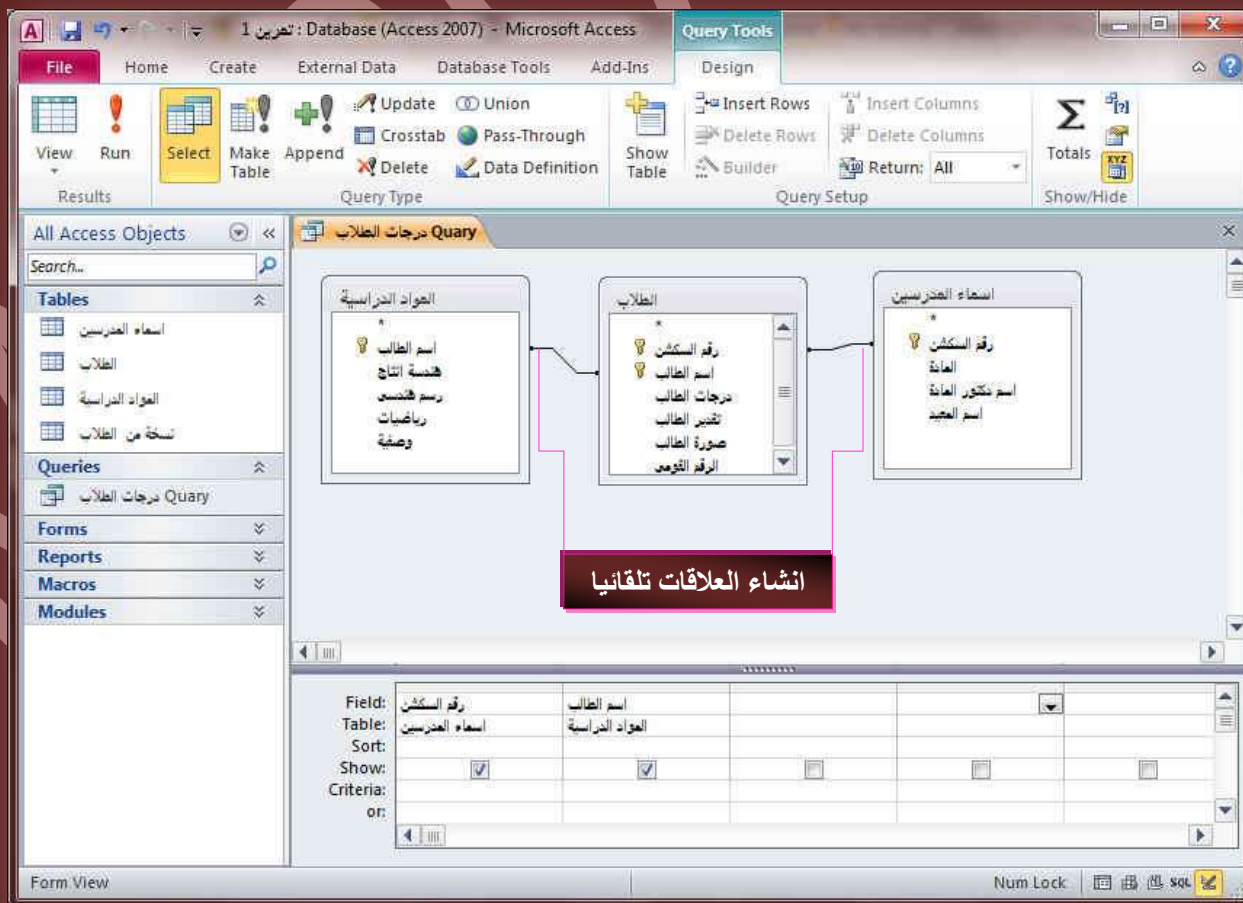 تمرين 1 : Database (Access 2007) - Microsoft Access
Query Tools
File Home Create External Data Database Tools Add-Ins Design
View
Run
Select
Make Table
Append
Update
Union
Crosstab
Pass-Through
Delete
Data Definition
Show Table
Insert Rows
Delete Rows
Builder
Insert Columns
Delete Columns
Return: All
Totals
Results
Query Type
Query Setup
Show/Hide
All Access Objects
Search...
Tables
اسماء المدرسين
الطلاب
المواد الدراسية
نسخة من الطلاب
Queries
درجات الطلاب Quary
Forms
Reports
Macros
Modules
درجات الطلاب Quary
المواد الدراسية
*
اسم الطالب
هندسة انتاج
رسم هندسى
رياضيات
وصفية
الطلاب
*
رقم السكشن
اسم الطالب
درجات الطالب
تقدير الطالب
صورة الطالب
الرقم القومى
اسماء المدرسين
*
رقم السكشن
المادة
اسم دكتور المادة
اسم المعيد
انشاء العلاقات تلقائيا
Field: رقم السكشن اسم الطالب
Table: اسماء المدرسين المواد الدراسية
Sort:
Show:
Criteria:
or:
Form View
Num Lock
SQL